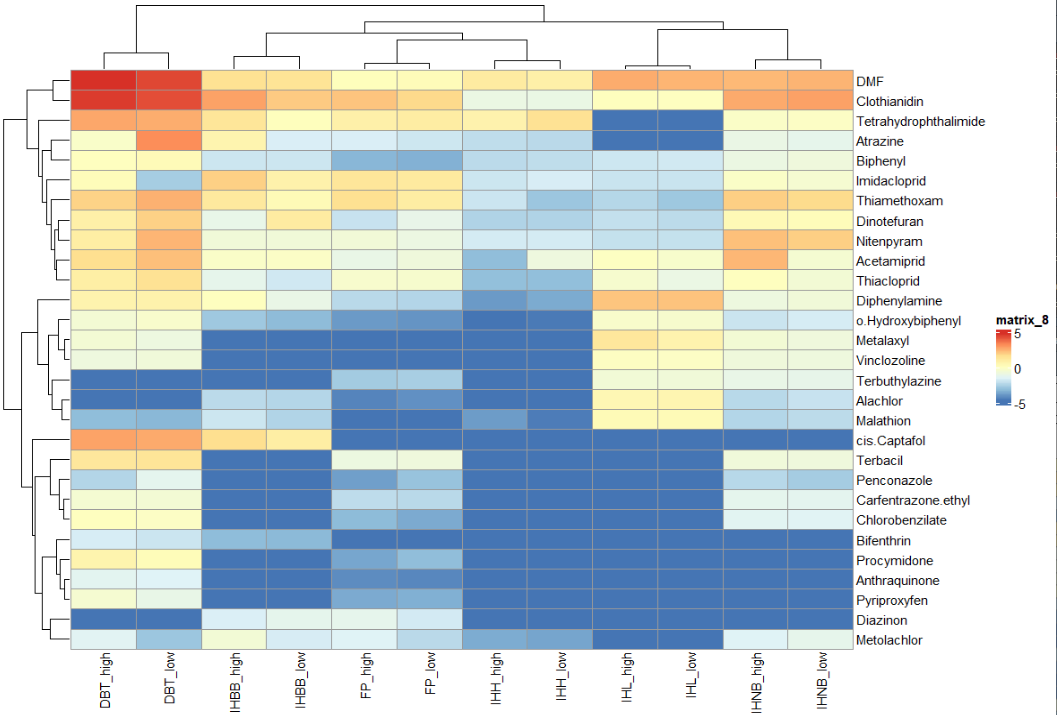 DMF
Clothianidin
Tetrahydrophthalimide
Atrazine
Biphenyl
Imidacloprid
Thiamethoxam
Dinotefuran
Nitenpyram
Acetamiprid
Thiacloprid
Diphenylamine
o.Hydroxybiphenyl
Metalaxyl
Vinclozoline
Terbuthylazine
Alachlor
Malathion
cis.Captafol
Terbacil
Penconazole
Carfentrazone.ethyl
Chlorobenzilate
Bifenthrin
Procymidone
Anthraquinone
Pyriproxyfen
Diazinon
Metolachlor
matrix_8
5
0
-5
DBT_high
DBT_low
IHBB_high
IHBB_low
FP_high
FP_low
IHH_high
IHH_low
IHL_high
IHL_low
IHNB_high
IHNB_low